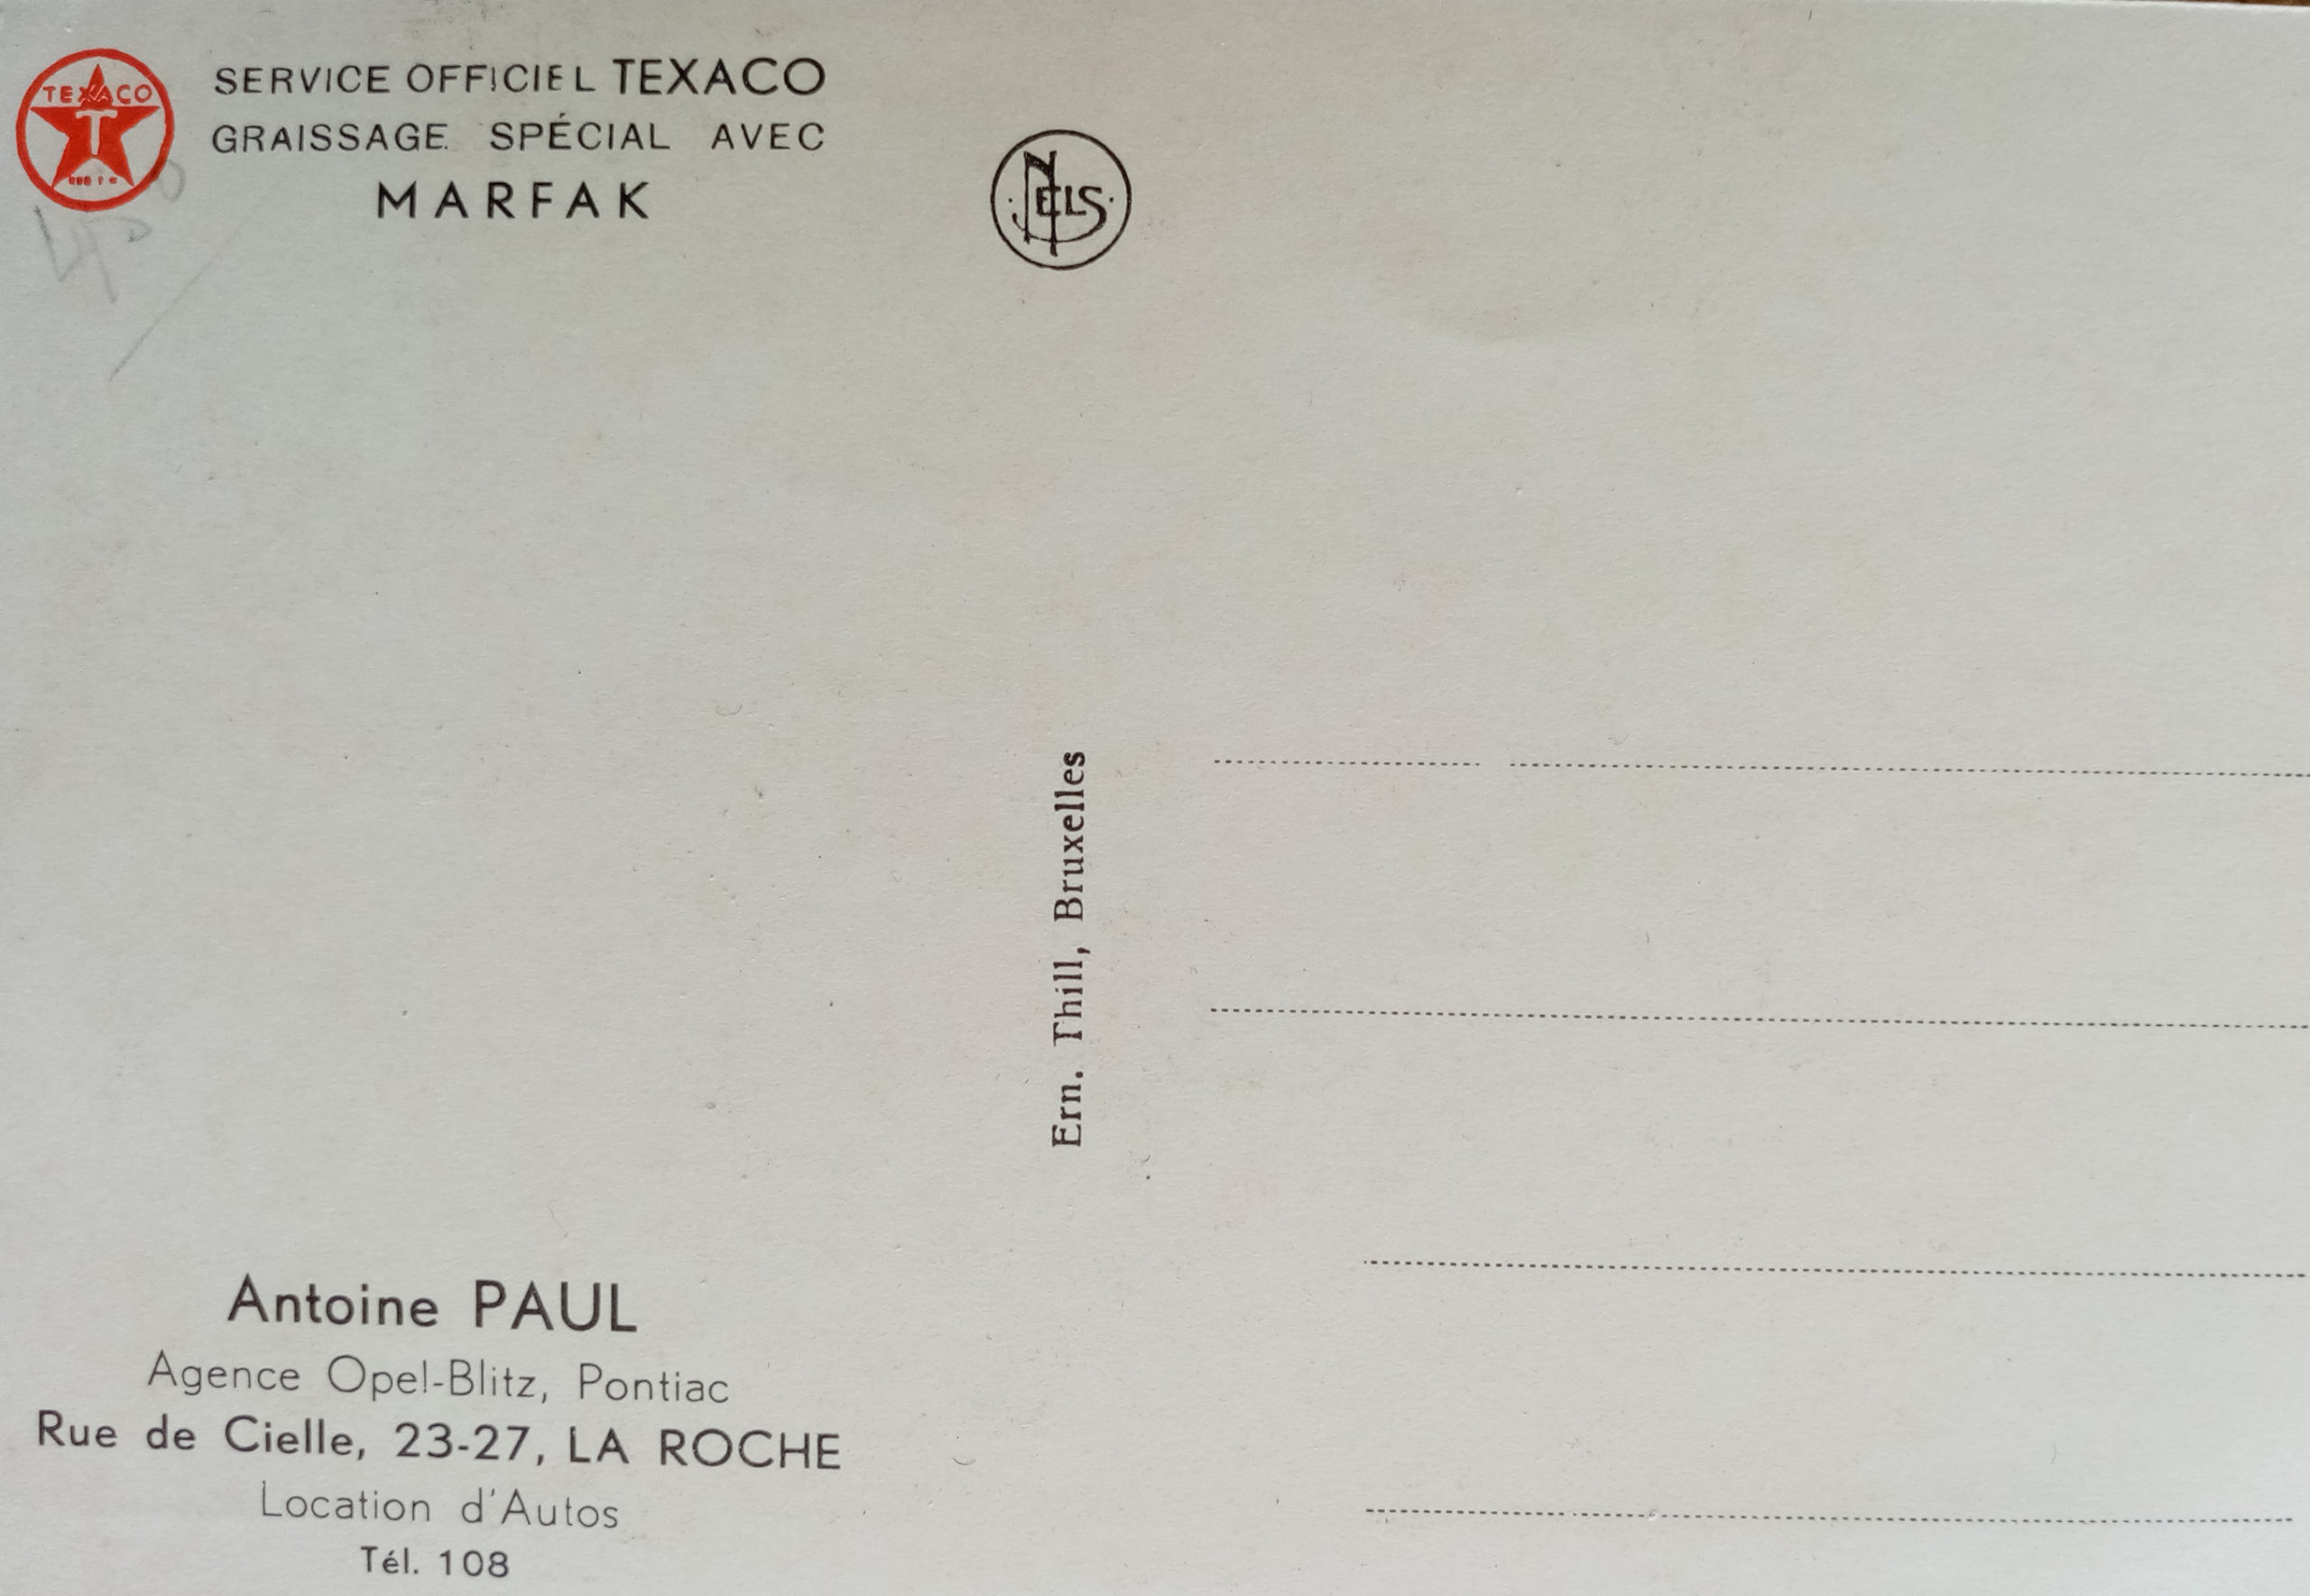 TEXACO
T
SERVICE OFFICIEL TEXACO
GRAISSAGE SPÉCIAL AVEC
MARFAK
NELS
Ern. Thill, Bruxelles
Antoine PAUL
Agence Opel-Blitz, Pontiac
Rue de Cielle, 23-27, LA ROCHE
Location d'Autos
Tél. 108